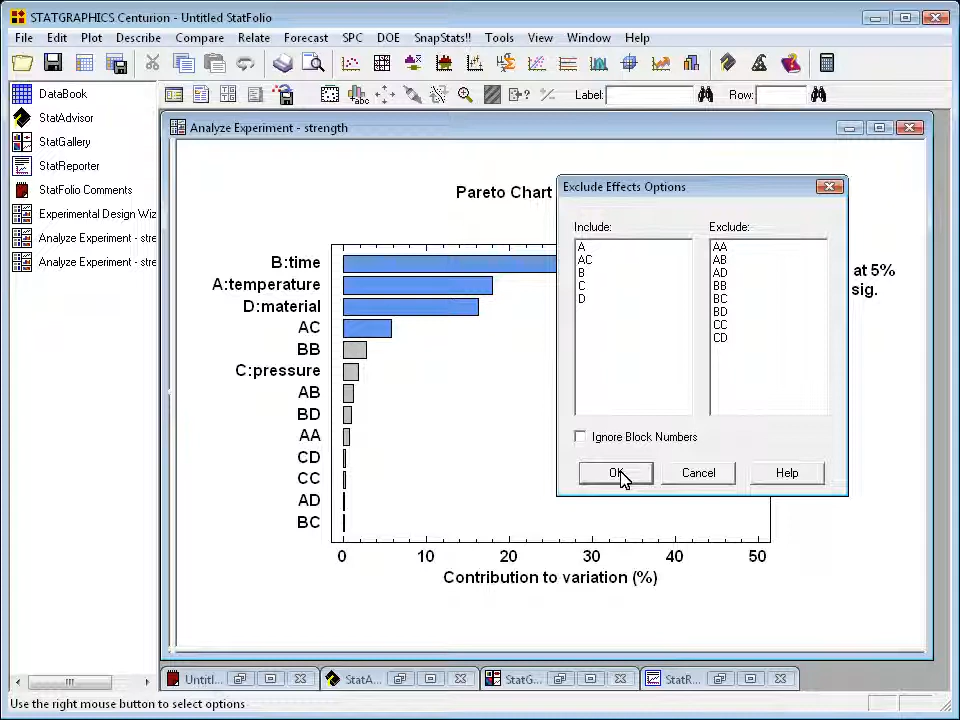 STATGRAPHICS Centurion - Untitled StatFolio
File Edit Plot Describe Compare Relate Forecast SPC DOE SnapStats!! Tools View Window Help
Label: Row:
DataBook
StatAdvisor
StatGallery
StatReporter
StatFolio Comments
Experimental Design Wiz
Analyze Experiment - stre
Analyze Experiment - stre
Analyze Experiment - strength
Pareto Chart
B:time
A:temperature
D:material
AC
BB
C:pressure
AB
BD
AA
CD
CC
AD
BC
0 10 20 30 40 50
Contribution to variation (%)
at 5%
sig.
Exclude Effects Options
Include: Exclude:
A
AC
B
C
D
AA
AB
AD
BB
BC
BD
CC
CD
Ignore Block Numbers
OK Cancel Help
Untitl... StatA... StatG... StatR...
Use the right mouse button to select options